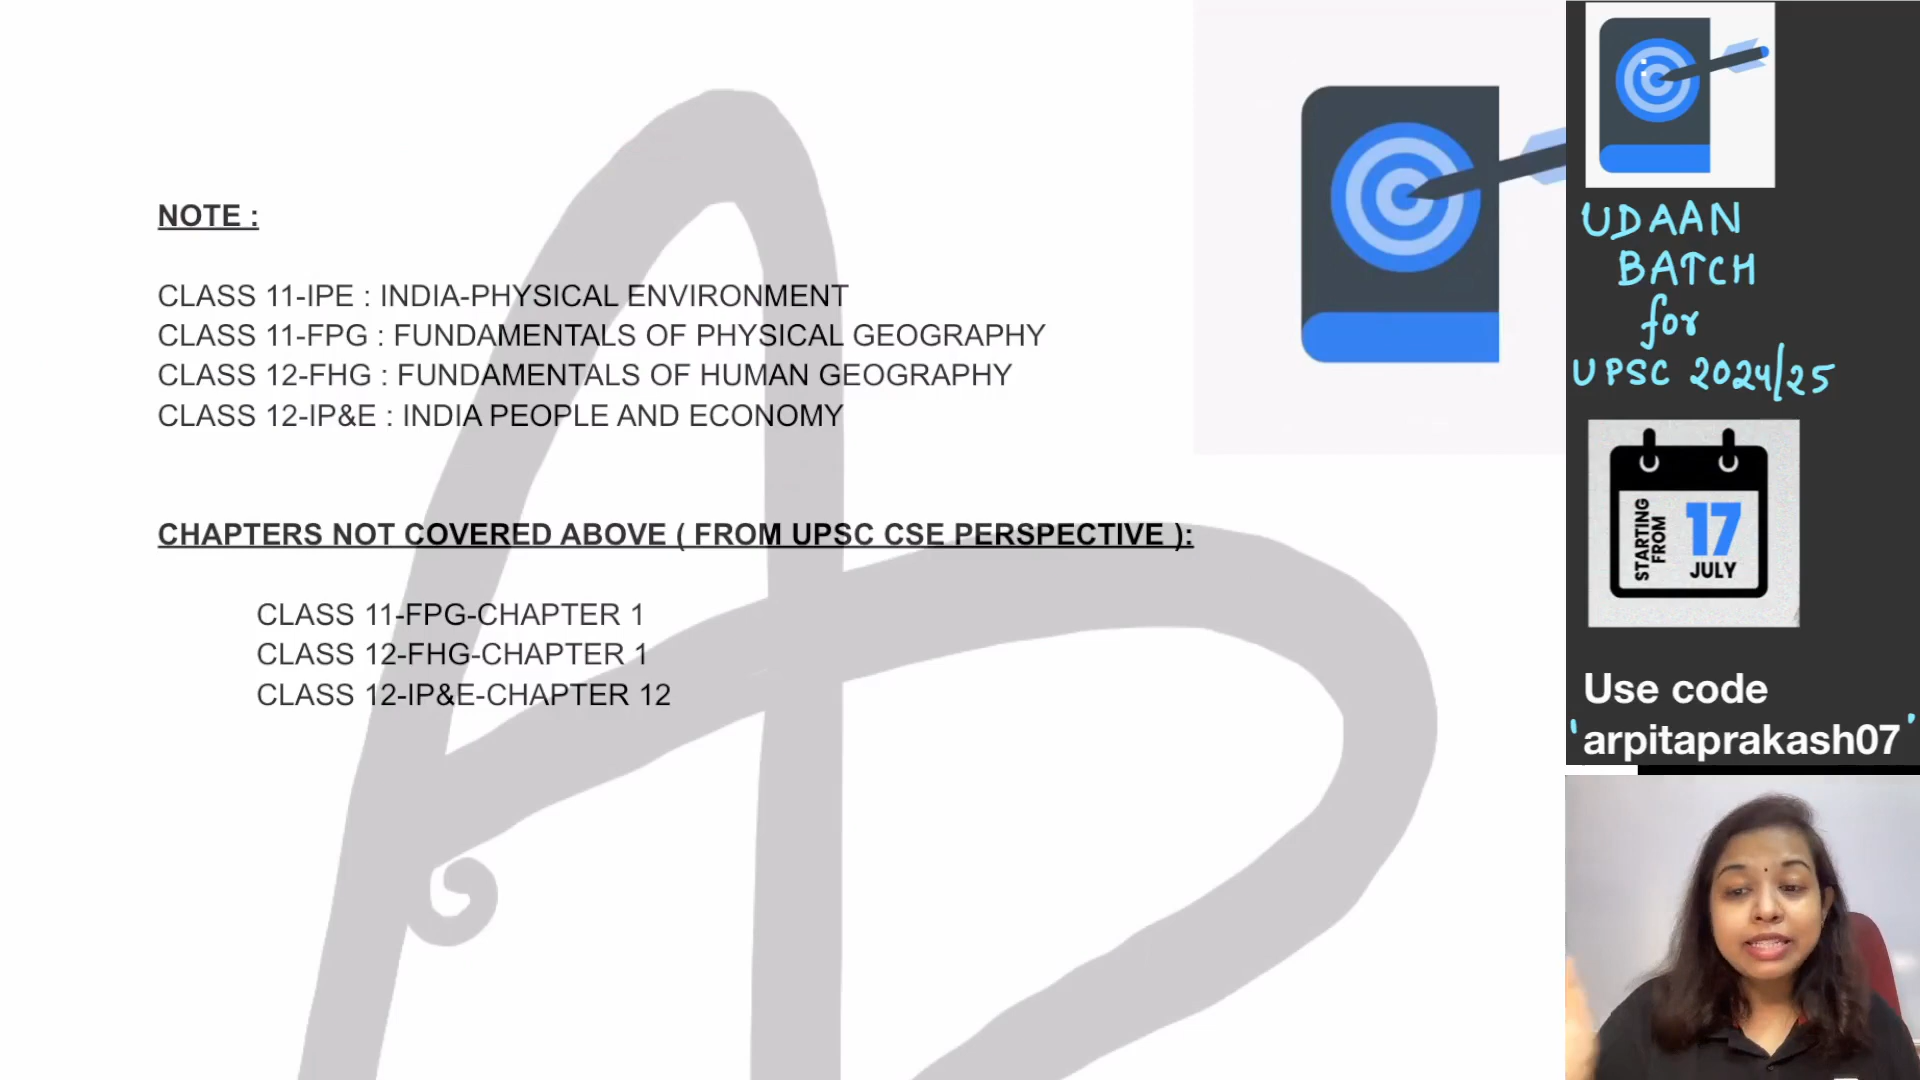 NOTE :
CLASS 11-IPE : INDIA-PHYSICAL ENVIRONMENT
CLASS 11-FPG : FUNDAMENTALS OF PHYSICAL GEOGRAPHY
CLASS 12-FHG : FUNDAMENTALS OF HUMAN GEOGRAPHY
CLASS 12-IP&E : INDIA PEOPLE AND ECONOMY
CHAPTERS NOT COVERED ABOVE ( FROM UPSC CSE PERSPECTIVE ):
CLASS 11-FPG-CHAPTER 1
CLASS 12-FHG-CHAPTER 1
CLASS 12-IP&E-CHAPTER 12
UDAAN
BATCH
for
UPSC 2024/25
STARTING
FROM
17
JULY
Use code
'arpitaprakash07'